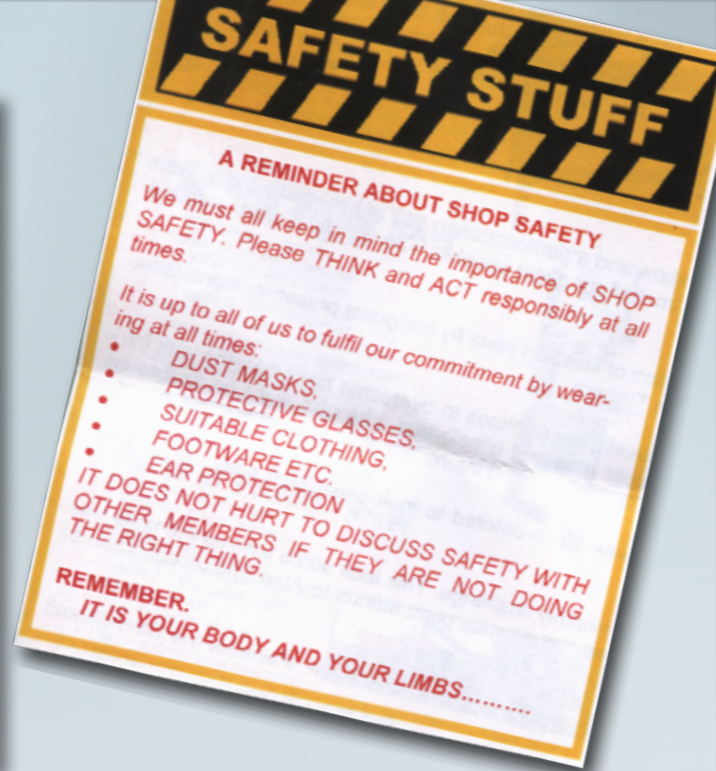 SAFETY STUFF
A REMINDER ABOUT SHOP SAFETY
We must all keep in mind the importance of SHOP
SAFETY. Please THINK and ACT responsibly at all
times.
It is up to all of us to fulfil our commitment by wear-
ing at all times:
• DUST MASKS,
• PROTECTIVE GLASSES,
• SUITABLE CLOTHING,
• FOOTWARE ETC.
• EAR PROTECTION
IT DOES NOT HURT TO DISCUSS SAFETY WITH
OTHER MEMBERS IF THEY ARE NOT DOING
THE RIGHT THING.
REMEMBER.
IT IS YOUR BODY AND YOUR LIMBS..........